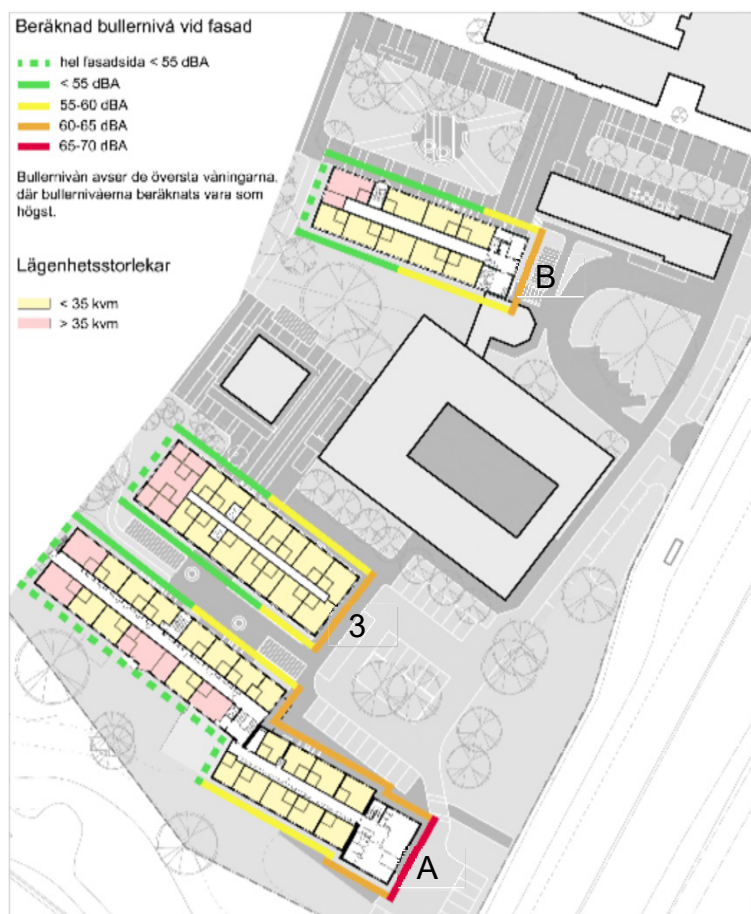 Beräknad bullernivå vid fasad
hel fasadsida < 55 dBA
< 55 dBA
55-60 dBA
60-65 dBA
65-70 dBA
Bullernivån avser de översta våningarna,
där bullernivåerna beräknats vara som
högst.
Lägenhetsstorlekar
< 35 kvm
> 35 kvm
B
3
A